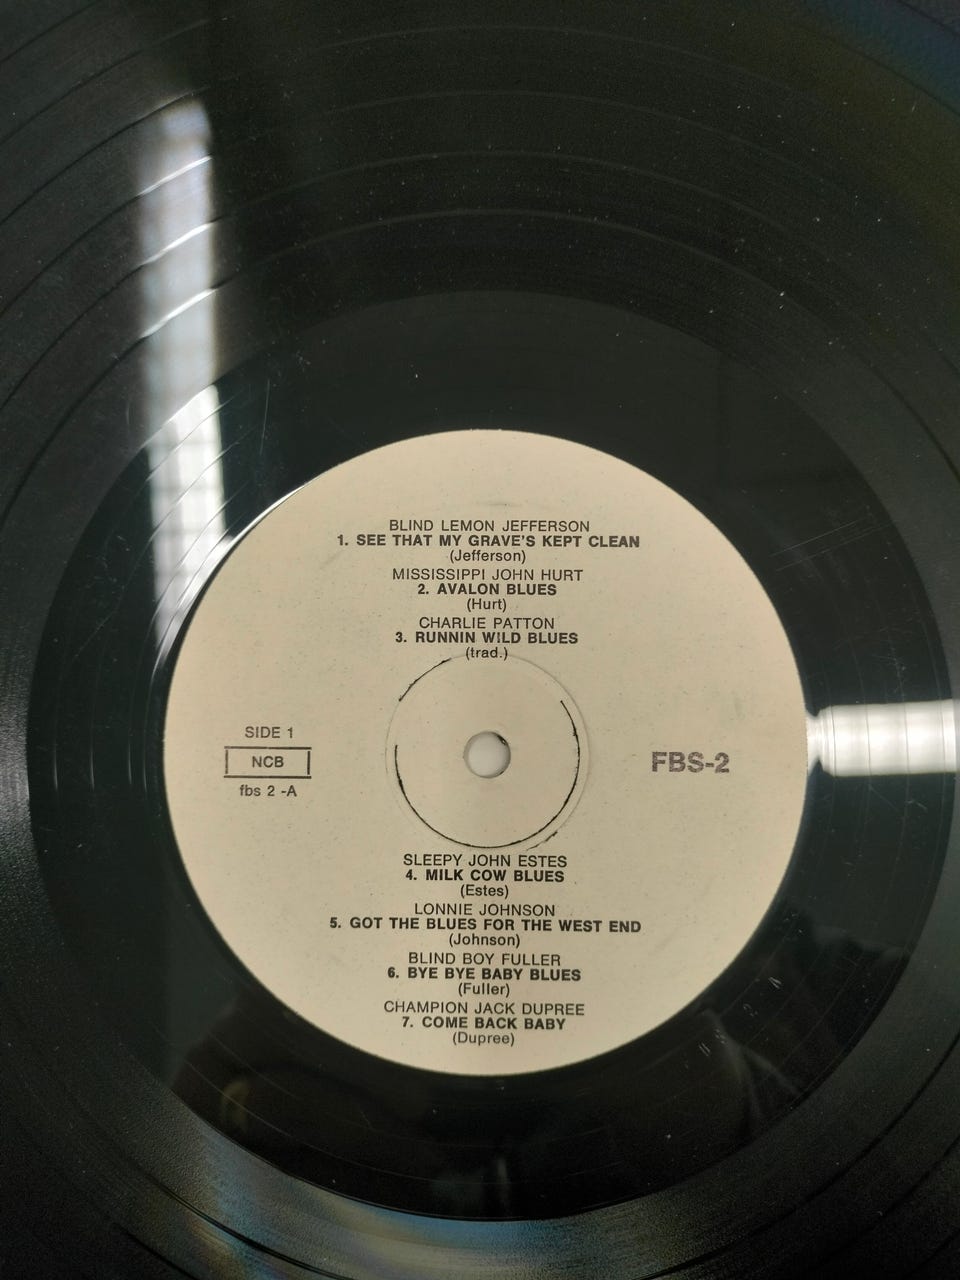 BLIND LEMON JEFFERSON
1. SEE THAT MY GRAVE'S KEPT CLEAN
(Jefferson)
MISSISSIPPI JOHN HURT
2. AVALON BLUES
(Hurt)
CHARLIE PATTON
3. RUNNIN WILD BLUES
(trad.)
SIDE 1
NCB
fbs 2 -A
FBS-2
SLEEPY JOHN ESTES
4. MILK COW BLUES
(Estes)
LONNIE JOHNSON
5. GOT THE BLUES FOR THE WEST END
(Johnson)
BLIND BOY FULLER
6. BYE BYE BABY BLUES
(Fuller)
CHAMPION JACK DUPREE
7. COME BACK BABY
(Dupree)